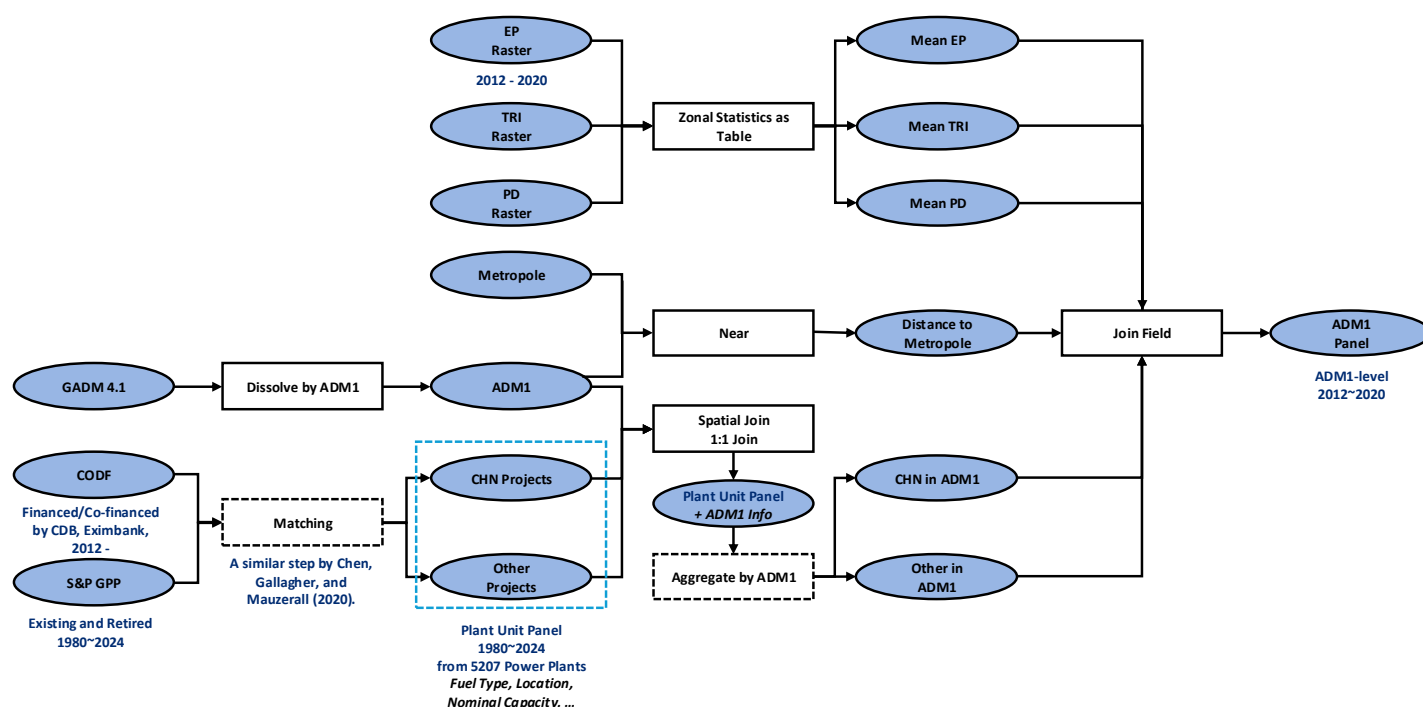 EP
Raster
2012 - 2020
TRI
Raster
PD
Raster
Zonal Statistics as
Table
Mean EP
Mean TRI
Mean PD
Metropole
Near
Distance to
Metropole
Join Field
ADM1
Panel
ADM1-level
2012~2020
GADM 4.1
Dissolve by ADM1
ADM1
Spatial Join
1:1 Join
CODF
Financed/Co-financed
by CDB, Eximbank,
2012 -
S&P GPP
Existing and Retired
1980~2024
Matching
A similar step by Chen,
Gallagher, and
Mauzerall (2020).
CHN Projects
Other
Projects
Plant Unit Panel
1980~2024
from 5207 Power Plants
Fuel Type, Location,
Nominal Capacity, ...
Plant Unit Panel
+ ADM1 Info
Aggregate by ADM1
CHN in ADM1
Other in
ADM1